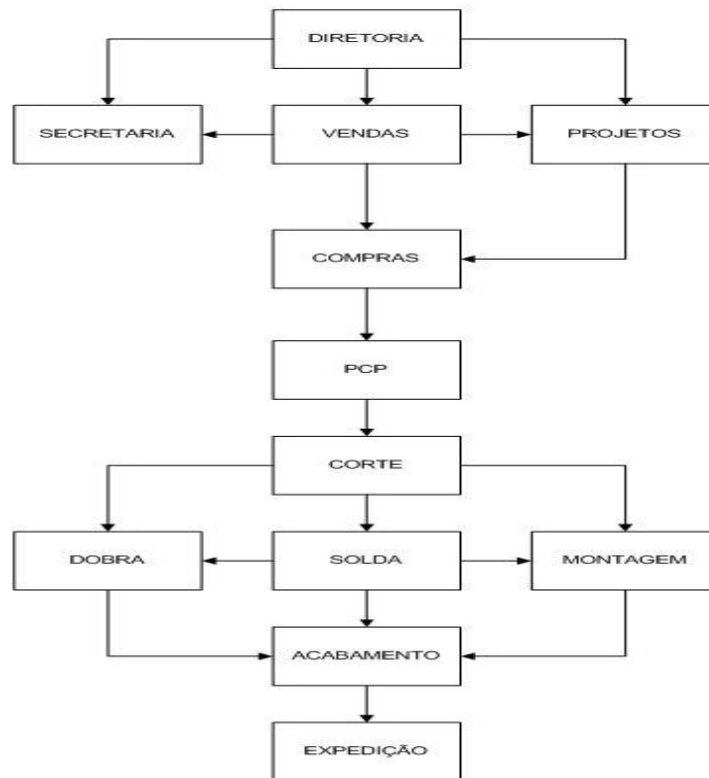 DIRETORIA
SECRETARIA
VENDAS
PROJETOS
COMPRAS
PCP
CORTE
DOBRA
SOLDA
MONTAGEM
ACABAMENTO
EXPEDIÇÃO